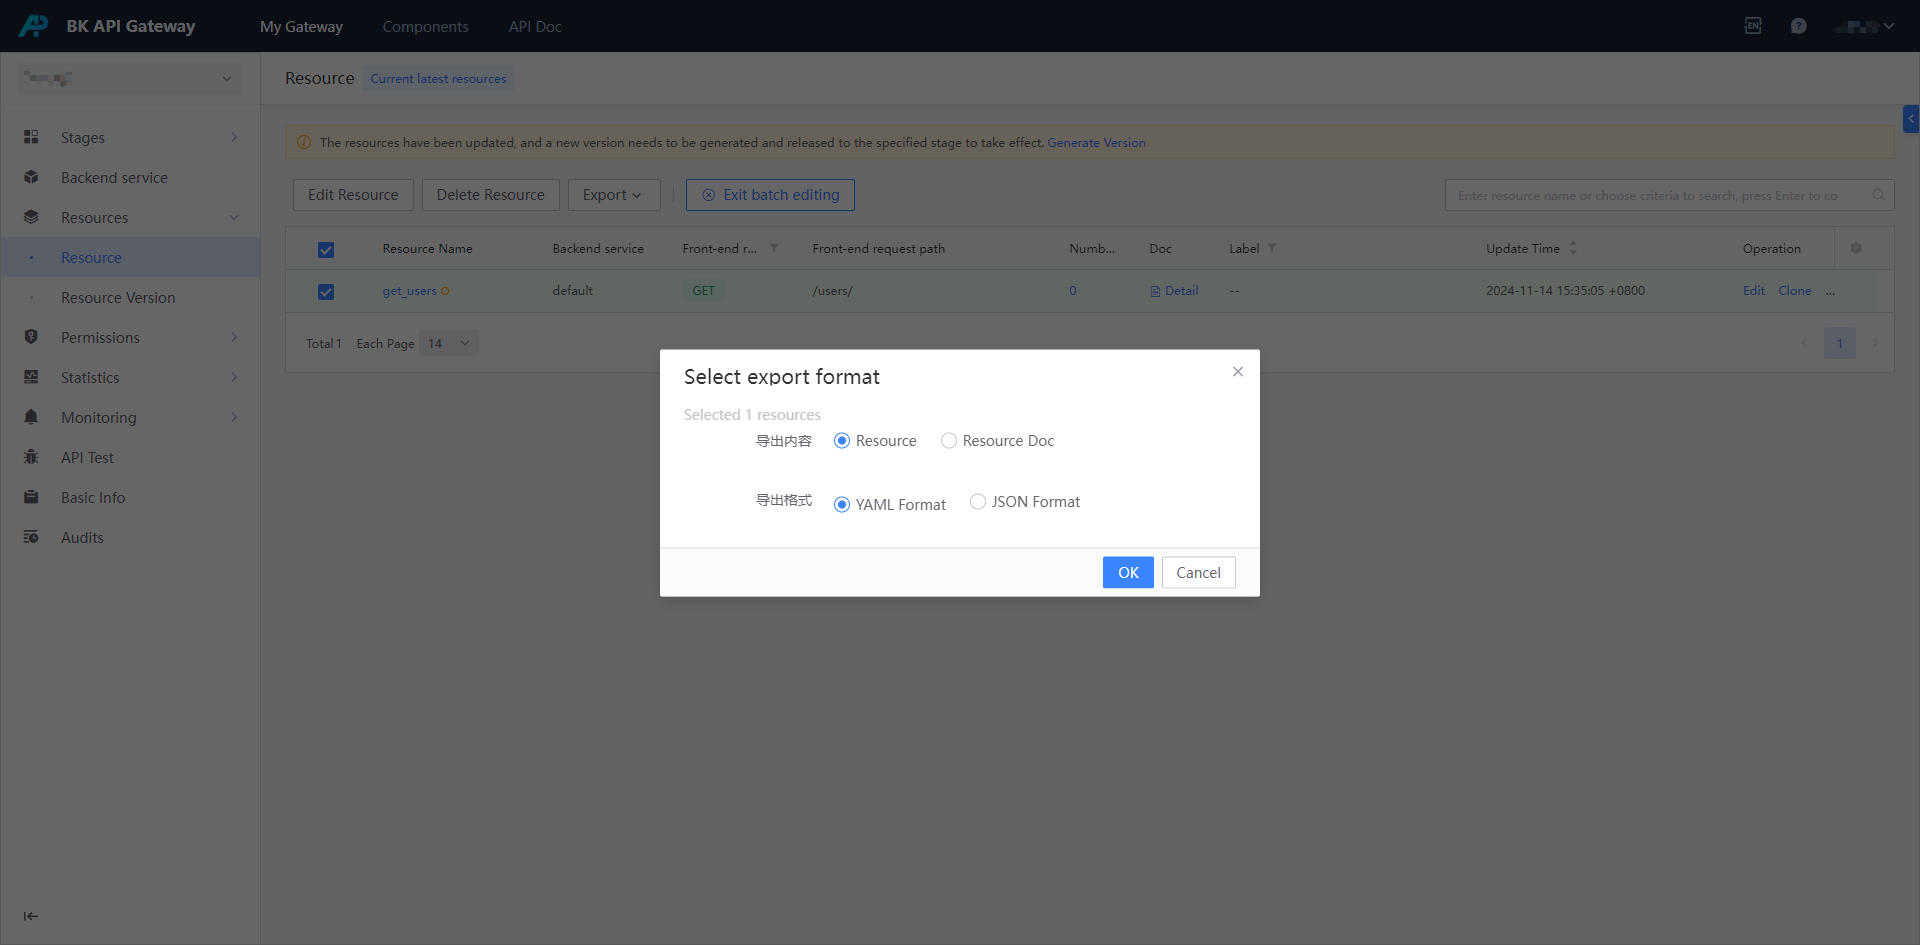 BK API Gateway
My Gateway
Components
API Doc
EN
?
Stages
Backend service
Resources
Resource
Resource Version
Permissions
Statistics
Monitoring
API Test
Basic Info
Audits
Resource
Current latest resources
The resources have been updated, and a new version needs to be generated and released to the specified stage to take effect. Generate Version
Edit Resource
Delete Resource
Export
Exit batch editing
Enter resource name or choose criteria to search, press Enter to co
Resource Name
Backend service
Front-end r...
Front-end request path
Numb...
Doc
Label
Update Time
Operation
get_users
default
GET
/users/
0
Detail
--
2024-11-14 15:35:05 +0800
Edit
Clone
...
Total 1
Each Page
14
1
Select export format
Selected 1 resources
导出内容
Resource
Resource Doc
导出格式
YAML Format
JSON Format
OK
Cancel